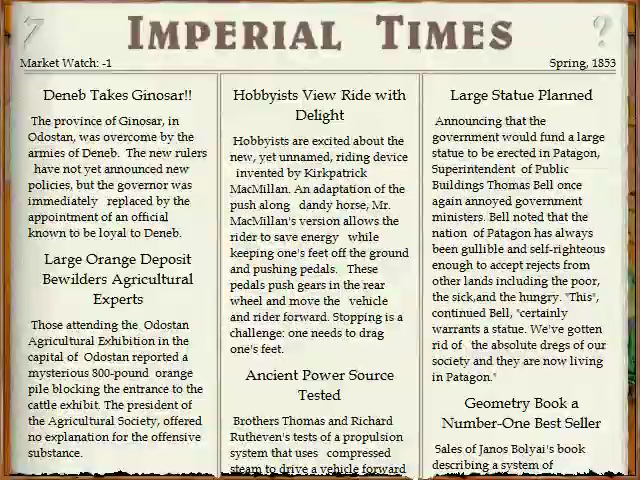 7
IMPERIAL TIMES
?
Market Watch: -1
Spring, 1853
Deneb Takes Ginosar!!
The province of Ginosar, in
Odostan, was overcome by the
armies of Deneb. The new rulers
have not yet announced new
policies, but the governor was
immediately replaced by the
appointment of an official
known to be loyal to Deneb.
Large Orange Deposit
Bewilders Agricultural
Experts
Those attending the Odostan
Agricultural Exhibition in the
capital of Odostan reported a
mysterious 800-pound orange
pile blocking the entrance to the
cattle exhibit. The president of
the Agricultural Society, offered
no explanation for the offensive
substance.
Hobbyists View Ride with
Delight
Hobbyists are excited about the
new, yet unnamed, riding device
invented by Kirkpatrick
MacMillan. An adaptation of the
push along dandy horse, Mr.
MacMillan's version allows the
rider to save energy while
keeping one's feet off the ground
and pushing pedals. These
pedals push gears in the rear
wheel and move the vehicle
and rider forward. Stopping is a
challenge: one needs to drag
one's feet.
Ancient Power Source
Tested
Brothers Thomas and Richard
Rutheven's tests of a propulsion
system that uses compressed
steam to drive a vehicle forward
Large Statue Planned
Announcing that the
government would fund a large
statue to be erected in Patagon,
Superintendent of Public
Buildings Thomas Bell once
again annoyed government
ministers. Bell noted that the
nation of Patagon has always
been gullible and self-righteous
enough to accept rejects from
other lands including the poor,
the sick,and the hungry. "This",
continued Bell, "certainly
warrants a statue. We've gotten
rid of the absolute dregs of our
society and they are now living
in Patagon."
Geometry Book a
Number-One Best Seller
Sales of Janos Bolyai's book
describing a system of